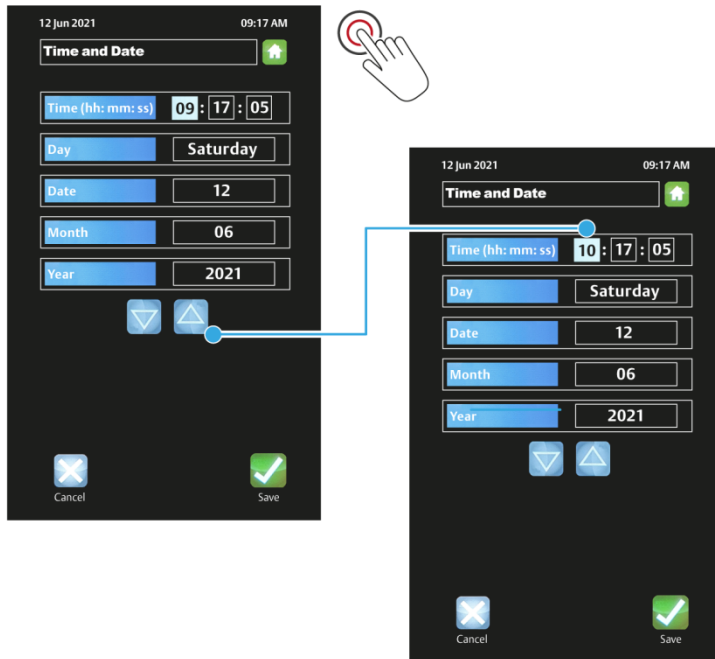 12 Jun 2021 09:17 AM
Time and Date
Time (hh: mm: ss) 09 : 17 : 05
Day Saturday
Date 12
Month 06
Year 2021
Cancel Save
12 Jun 2021 09:17 AM
Time and Date
Time (hh: mm: ss) 10 : 17 : 05
Day Saturday
Date 12
Month 06
Year 2021
Cancel Save